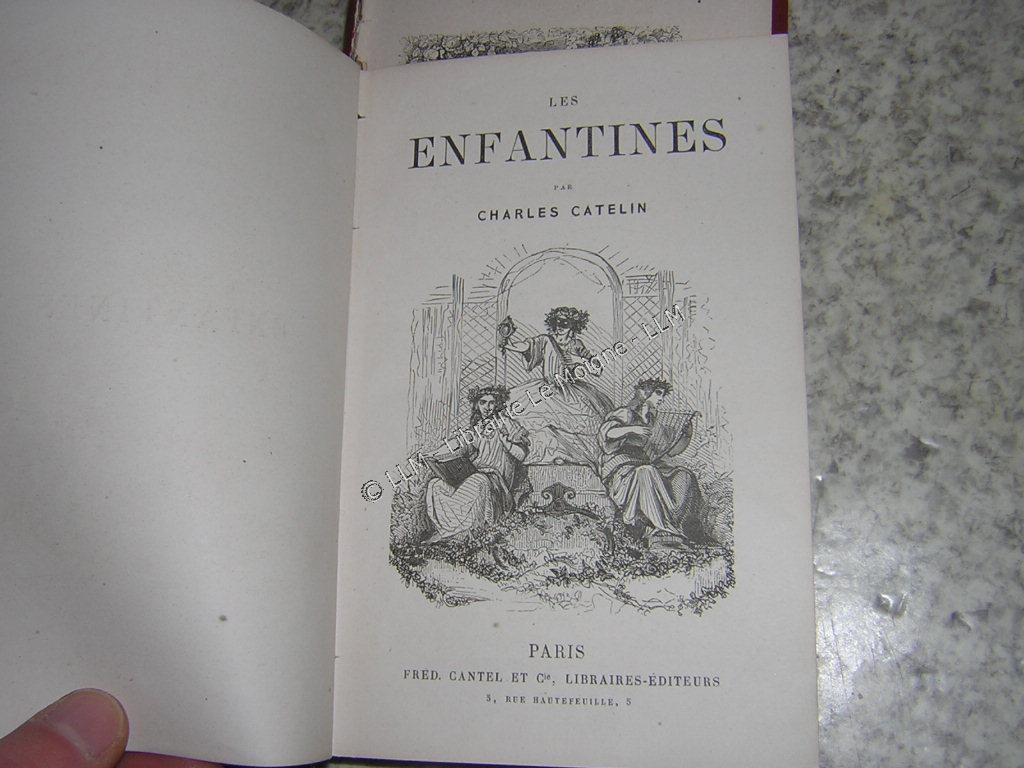 LES
ENFANTINES
PAR
CHARLES CATELIN
© LLM - Librairie Le Moine - LLM
PARIS
FRED. CANTEL ET Cie, LIBRAIRES-ÉDITEURS
5, RUE HAUTEFEUILLE, 5